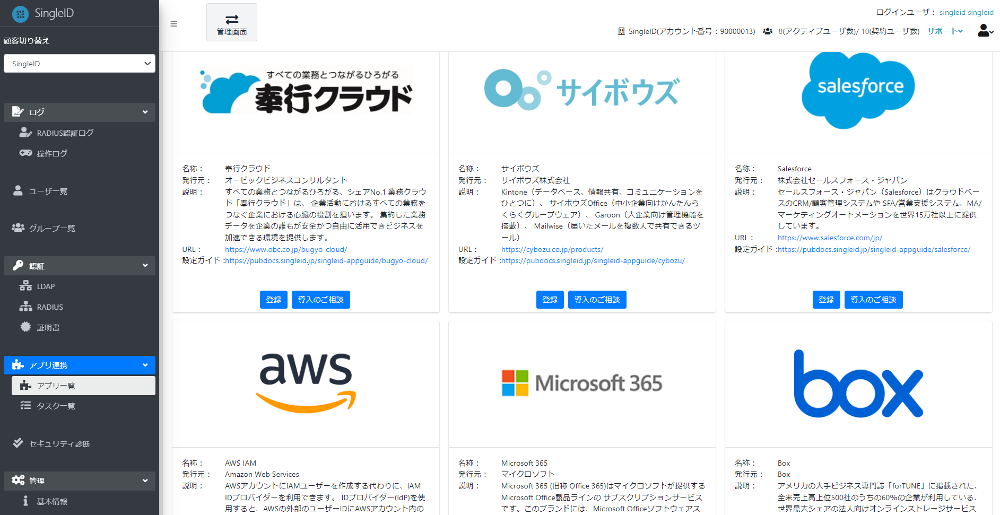 SingleID
顧客切り替え
SingleID
ログ
RADIUS認証ログ
操作ログ
ユーザ一覧
グループ一覧
認証
LDAP
RADIUS
証明書
アプリ連携
アプリ一覧
タスク一覧
セキュリティ診断
管理
基本情報
管理画面
ログインユーザ： singleid singleid
SingleID(アカウント番号：90000013) 8(アクティブユーザ数)/ 10(契約ユーザ数) サポート
すべての業務とつながるひろがる
奉行クラウド
名称： 奉行クラウド
発行元： オービックビジネスコンサルタント
説明： すべての業務とつながるひろがる、シェアNo.1 業務クラウ
ド「奉行クラウド」は、 企業活動におけるすべての業務を
つなぐ企業における心臓の役割を担います。 集約した業務
データを企業の誰もが安全かつ自由に活用できビジネスを
加速できる環境を提供します。
URL： https://www.obc.co.jp/bugyo-cloud/
設定ガイド：https://pubdocs.singleid.jp/singleid-appguide/bugyo-cloud/
登録 導入のご相談
サイボウズ
名称： サイボウズ
発行元： サイボウズ株式会社
説明： Kintone（データベース、情報共有、コミュニケーションを
ひとつに）、 サイボウズOffice（中小企業向けかんたんら
くらくグループウェア）、 Garoon（大企業向け管理機能を
搭載）、 Mailwise（届いたメールを複数人で共有できるツ
ール）
URL： https://cybozu.co.jp/products/
設定ガイド：https://pubdocs.singleid.jp/singleid-appguide/cybozu/
登録 導入のご相談
salesforce
名称： Salesforce
発行元： 株式会社セールスフォース・ジャパン
説明： セールスフォース・ジャパン（Salesforce）はクラウドベー
スのCRM/顧客管理システムや SFA/営業支援システム、MA/
マーケティングオートメーションを世界15万社以上に提供
しています。
URL： https://www.salesforce.com/jp/
設定ガイド：https://pubdocs.singleid.jp/singleid-appguide/salesforce/
登録 導入のご相談
aws
名称： AWS IAM
発行元： Amazon Web Services
説明： AWSアカウントにIAMユーザーを作成する代わりに、IAM
IDプロバイダーを利用できます。 IDプロバイダー(IdP)を使
用すると、AWSの外部のユーザーIDにAWSアカウント内の
Microsoft 365
名称： Microsoft 365
発行元： マイクロソフト
説明： Microsoft 365 (旧称 Office 365)はマイクロソフトが提供する
Microsoft Office製品ラインの サブスクリプションサービス
です。このブランドには、Microsoft Officeソフトウェアス
box
名称： Box
発行元： Box
説明： アメリカの大手ビジネス専門誌「forTUNE」に掲載された、
全米売上高上位500社のうちの60%の企業が利用している、
世界最大シェアの法人向けオンラインストレージサービス